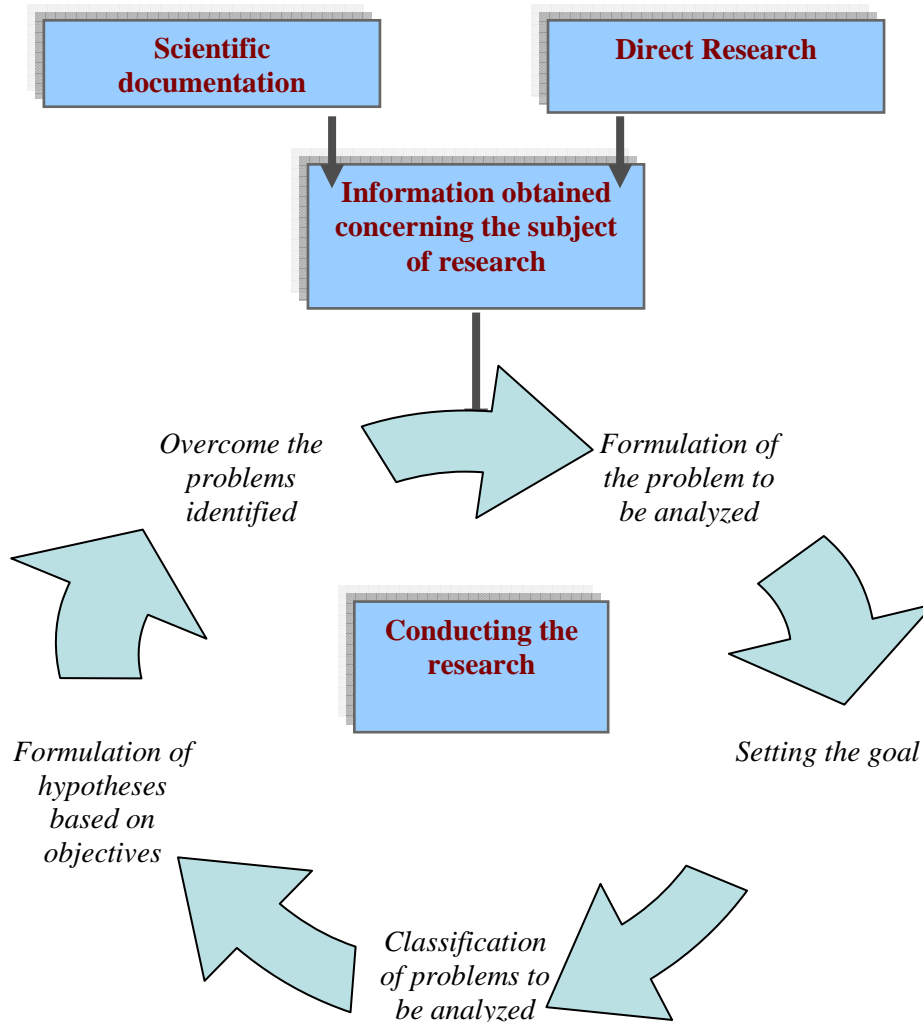 Scientific
documentation
Direct Research
Information obtained
concerning the subject
of research
Overcome the
problems
identified
Formulation of
the problem to
be analyzed
Conducting the
research
Formulation of
hypotheses
based on
objectives
Setting the goal
Classification
of problems to
be analyzed